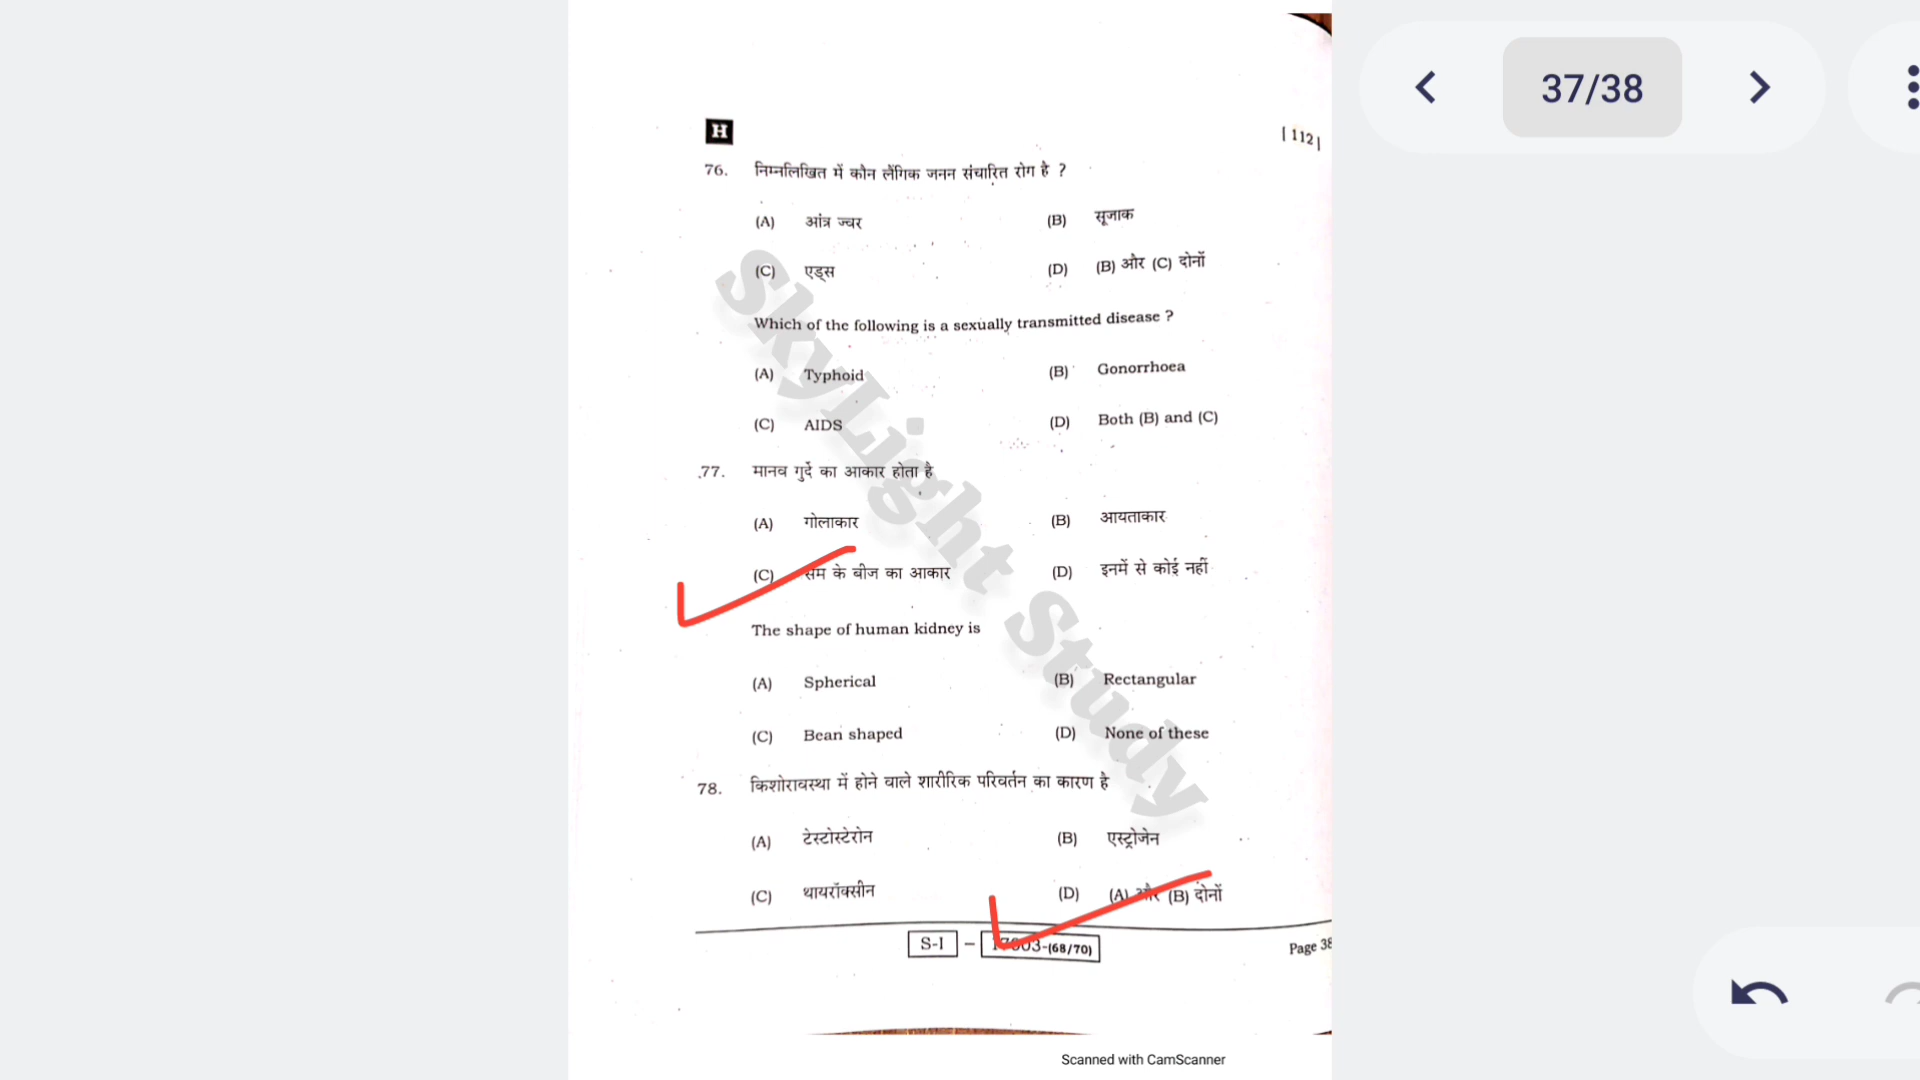 37/38
H
[ 112 ]
76. निम्नलिखित में कौन लैंगिक जनन संचारित रोग है ?
(A) आंत्र ज्वर (B) सूजाक
(C) एड्स (D) (B) और (C) दोनों
Which of the following is a sexually transmitted disease ?
(A) Typhoid (B) Gonorrhoea
(C) AIDS (D) Both (B) and (C)
77. मानव गुर्दे का आकार होता है
(A) गोलाकार (B) आयताकार
(C) सेम के बीज का आकार (D) इनमें से कोई नहीं
The shape of human kidney is
(A) Spherical (B) Rectangular
(C) Bean shaped (D) None of these
78. किशोरावस्था में होने वाले शारीरिक परिवर्तन का कारण है
(A) टेस्टोस्टेरोन (B) एस्ट्रोजेन
(C) थायरॉक्सीन (D) (A) और (B) दोनों
S-I – -(68/70) Page 38
SkyLight Study
Scanned with CamScanner